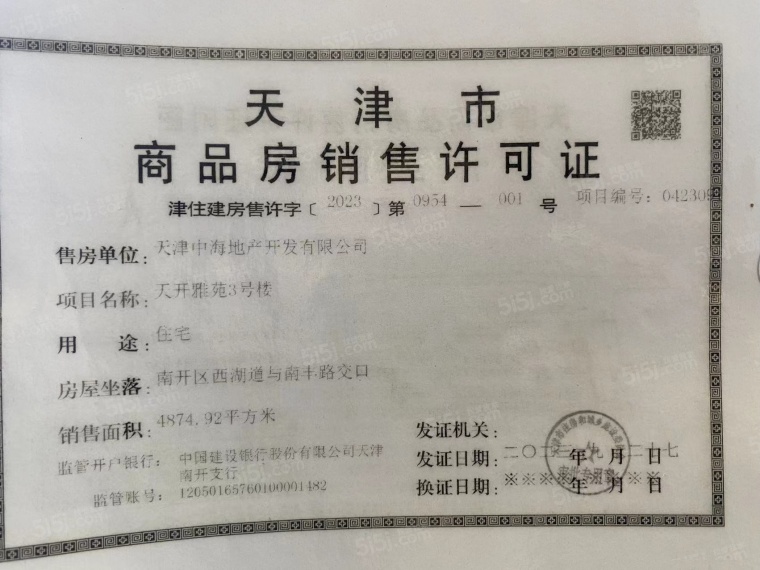 天津市
商品房销售许可证
津住建房售许字〔2023〕第0954—001号 项目编号：04230
售房单位：天津中海地产开发有限公司
项目名称：天开雅苑3号楼
用 途：住宅
房屋坐落：南开区西湖道与南丰路交口
销售面积：4874.92平方米
监管开户银行：中国建设银行股份有限公司天津
南开支行
监管账号：12050165760100001482
发证机关：
发证日期：二〇二三年九月二十七日
换证日期：※※※※年※※月※※日